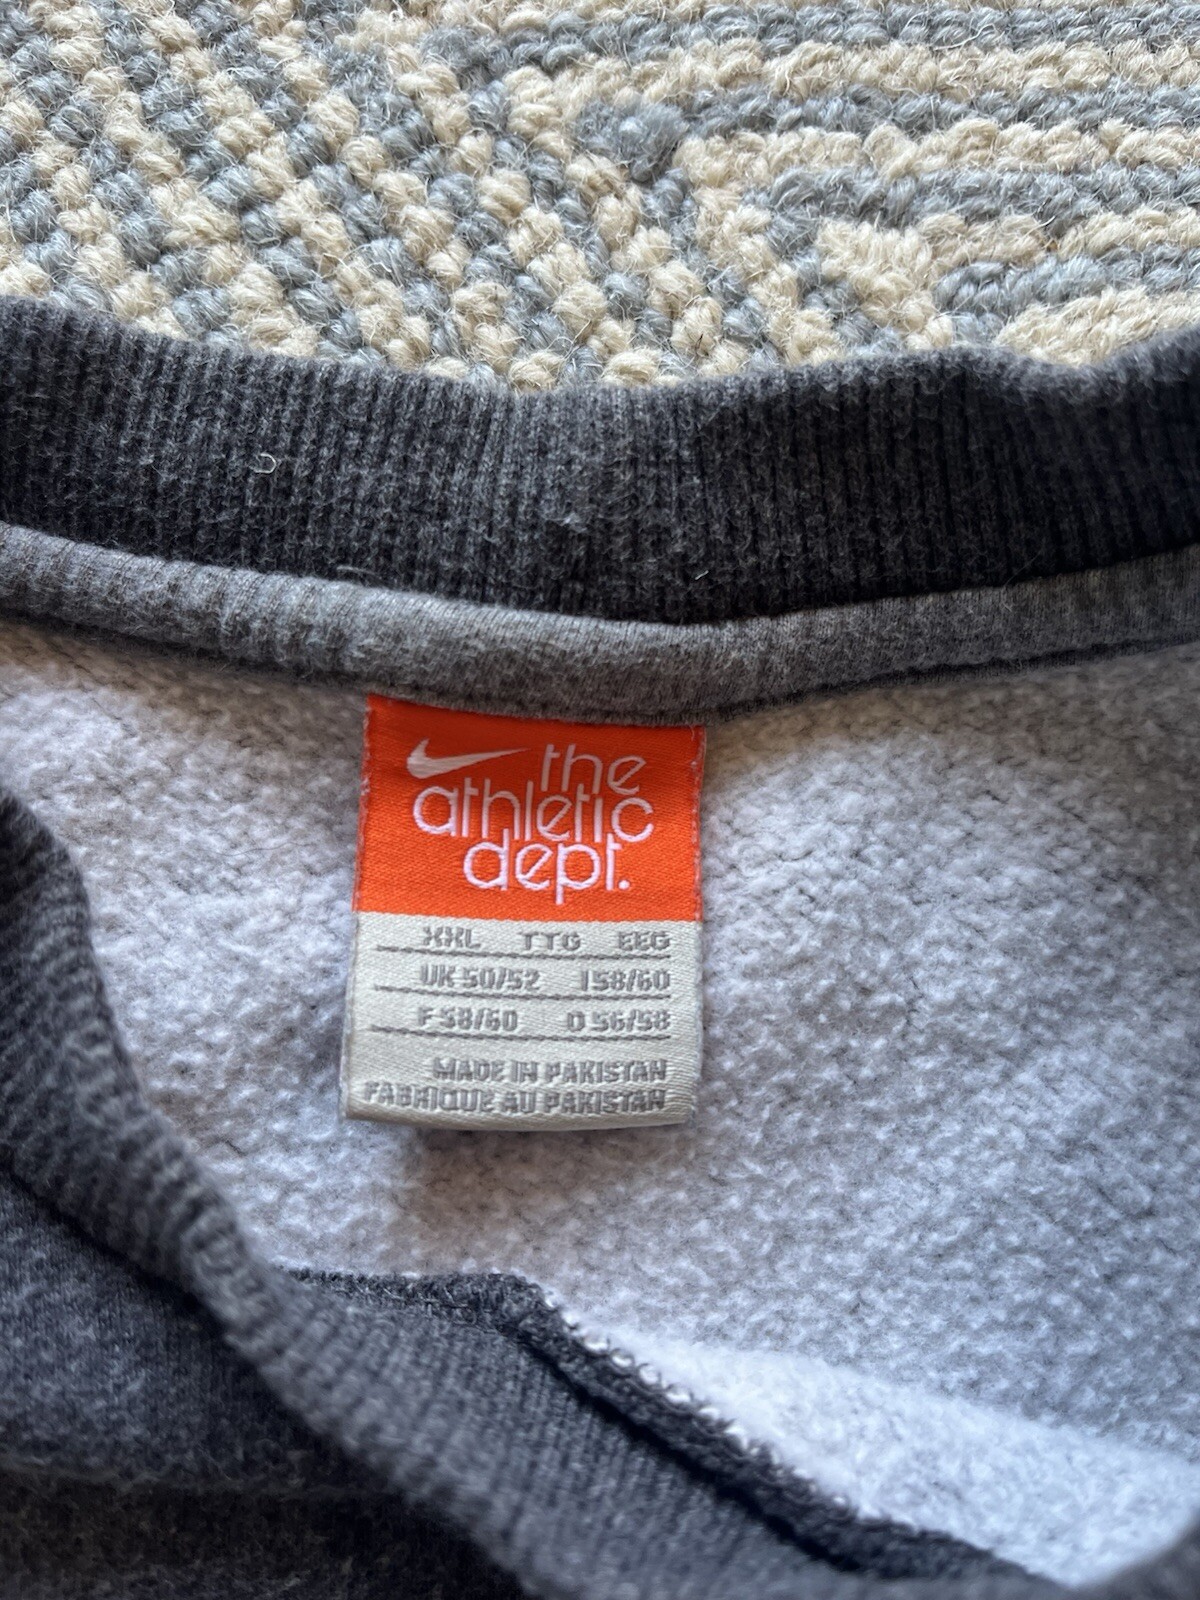 the
athletic
dept.
XXL TTG EEG
UK 50/52 I 58/60
F 58/60 D 56/58
MADE IN PAKISTAN
FABRIQUE AU PAKISTAN